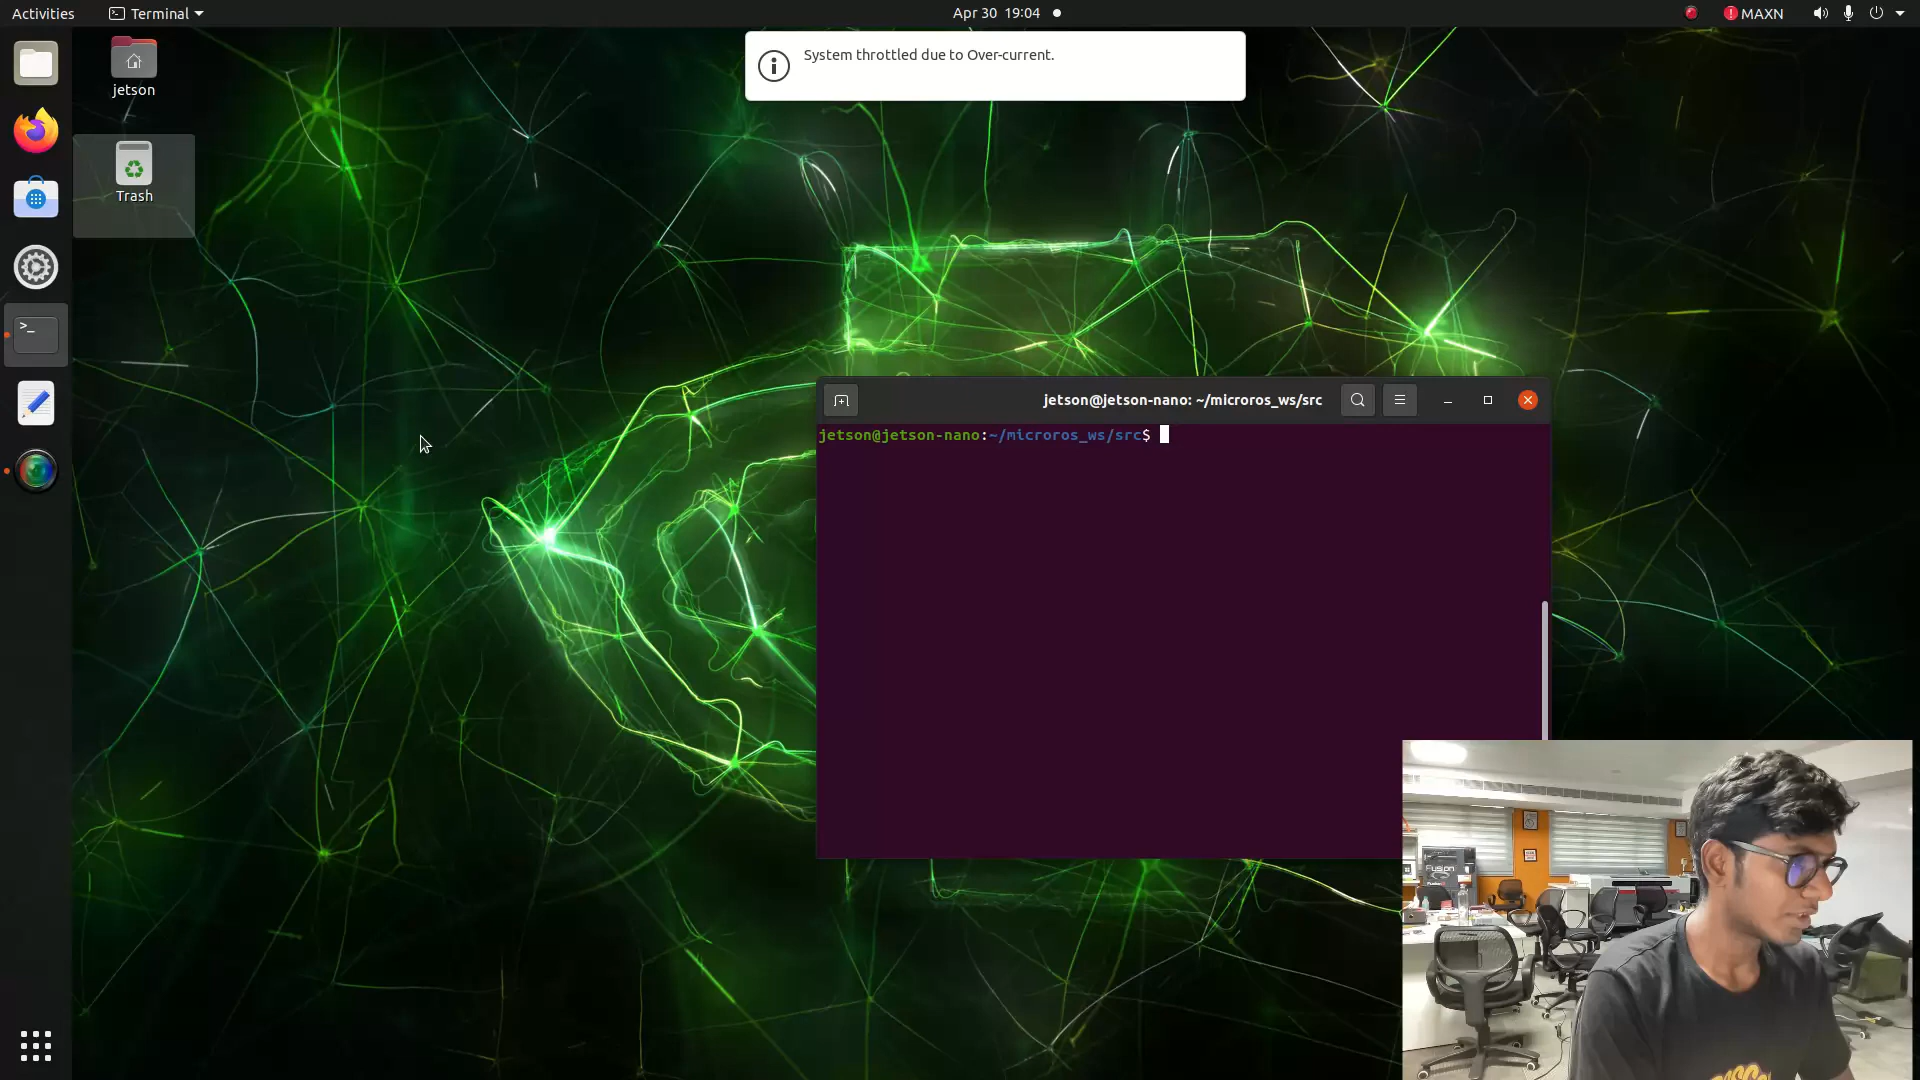 Activities
Terminal
Apr 30 19:04
MAXN
jetson
System throttled due to Over-current.
Trash
jetson@jetson-nano: ~/microros_ws/src
jetson@jetson-nano:~/microros_ws/src$
Fusion